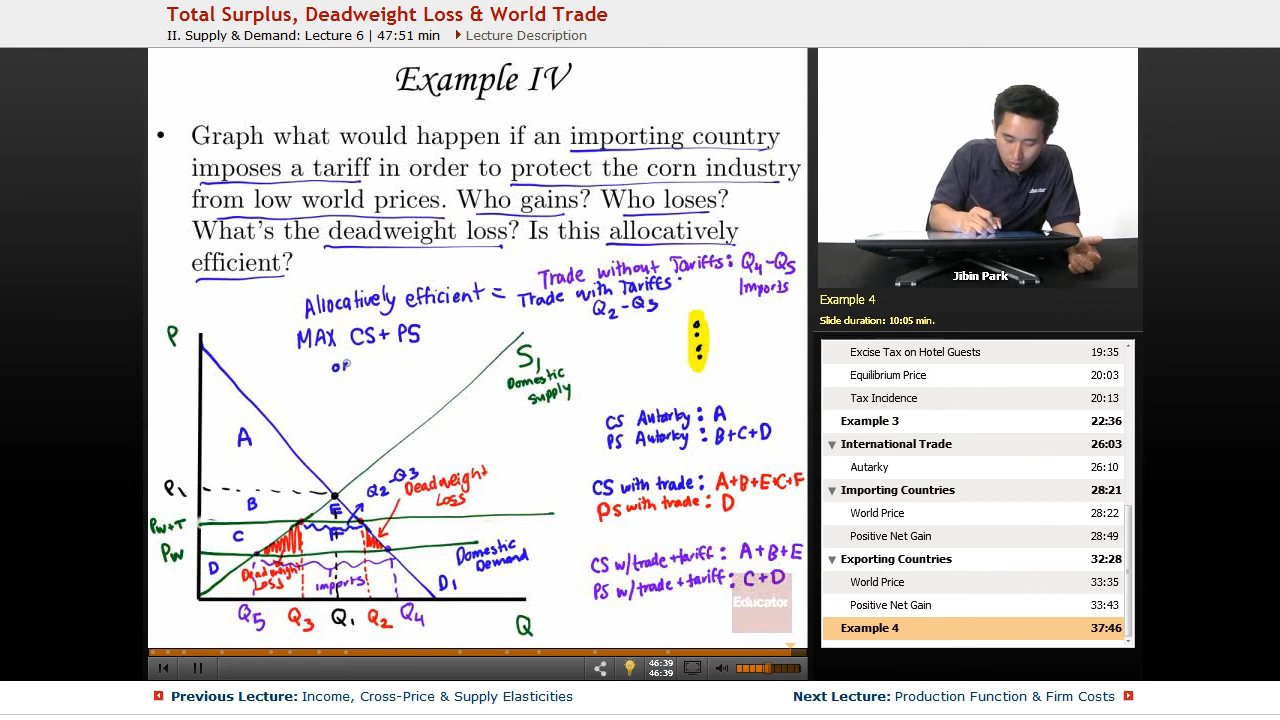 Total Surplus, Deadweight Loss & World Trade
II. Supply & Demand: Lecture 6 | 47:51 min Lecture Description
Example IV
• Graph what would happen if an importing country
imposes a tariff in order to protect the corn industry
from low world prices. Who gains? Who loses?
What's the deadweight loss? Is this allocatively
efficient?
Trade without Tariffs: Q4-Q5
Imports
Allocatively efficient = Trade with Tariffs:
Q2-Q3
MAX CS+PS
or
P
S1
Domestic
supply
A
CS Autarky: A
PS Autarky: B+C+D
P1
B
Q2-Q3
Deadweight
Loss
E
CS with trade: A+B+E+C+F
PS with trade: D
PW+T
C
F
PW
Domestic
Demand
D
Deadweight
Loss
imports
D1
CS w/trade+tariff: A+B+E
PS w/trade+tariff: C+D
Educator
Q5 Q3 Q1 Q2 Q4
Q
Jibin Park
Example 4
Slide duration: 10:05 min.
Excise Tax on Hotel Guests 19:35
Equilibrium Price 20:03
Tax Incidence 20:13
Example 3 22:36
International Trade 26:03
Autarky 26:10
Importing Countries 28:21
World Price 28:22
Positive Net Gain 28:49
Exporting Countries 32:28
World Price 33:35
Positive Net Gain 33:43
Example 4 37:46
46:39
46:39
Previous Lecture: Income, Cross-Price & Supply Elasticities
Next Lecture: Production Function & Firm Costs